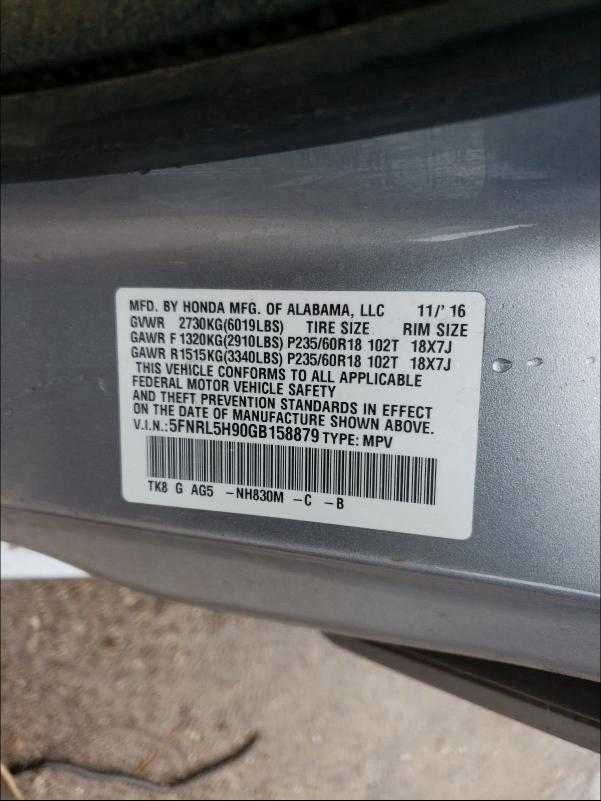 MFD. BY HONDA MFG. OF ALABAMA, LLC 11/' 16
GVWR 2730KG(6019LBS) TIRE SIZE RIM SIZE
GAWR F 1320KG(2910LBS) P235/60R18 102T 18X7J
GAWR R1515KG(3340LBS) P235/60R18 102T 18X7J
THIS VEHICLE CONFORMS TO ALL APPLICABLE
FEDERAL MOTOR VEHICLE SAFETY
AND THEFT PREVENTION STANDARDS IN EFFECT
ON THE DATE OF MANUFACTURE SHOWN ABOVE.
V.I.N.:5FNRL5H90GB158879 TYPE: MPV
TK8 G AG5 -NH830M -C -B